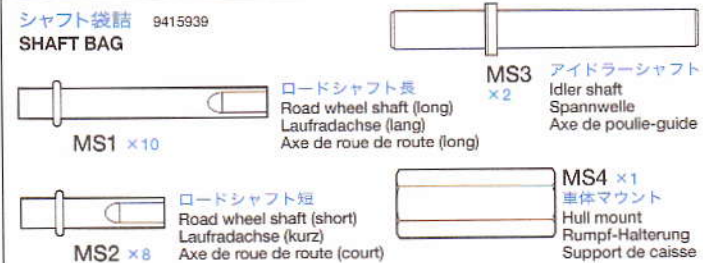 シャフト袋詰 9415939
SHAFT BAG
MS1 ×10
ロードシャフト長
Road wheel shaft (long)
Laufradachse (lang)
Axe de roue de route (long)
MS2 ×8
ロードシャフト短
Road wheel shaft (short)
Laufradachse (kurz)
Axe de roue de route (court)
MS3
×2
アイドラーシャフト
Idler shaft
Spannwelle
Axe de poulie-guide
MS4 ×1
車体マウント
Hull mount
Rumpf-Halterung
Support de caisse